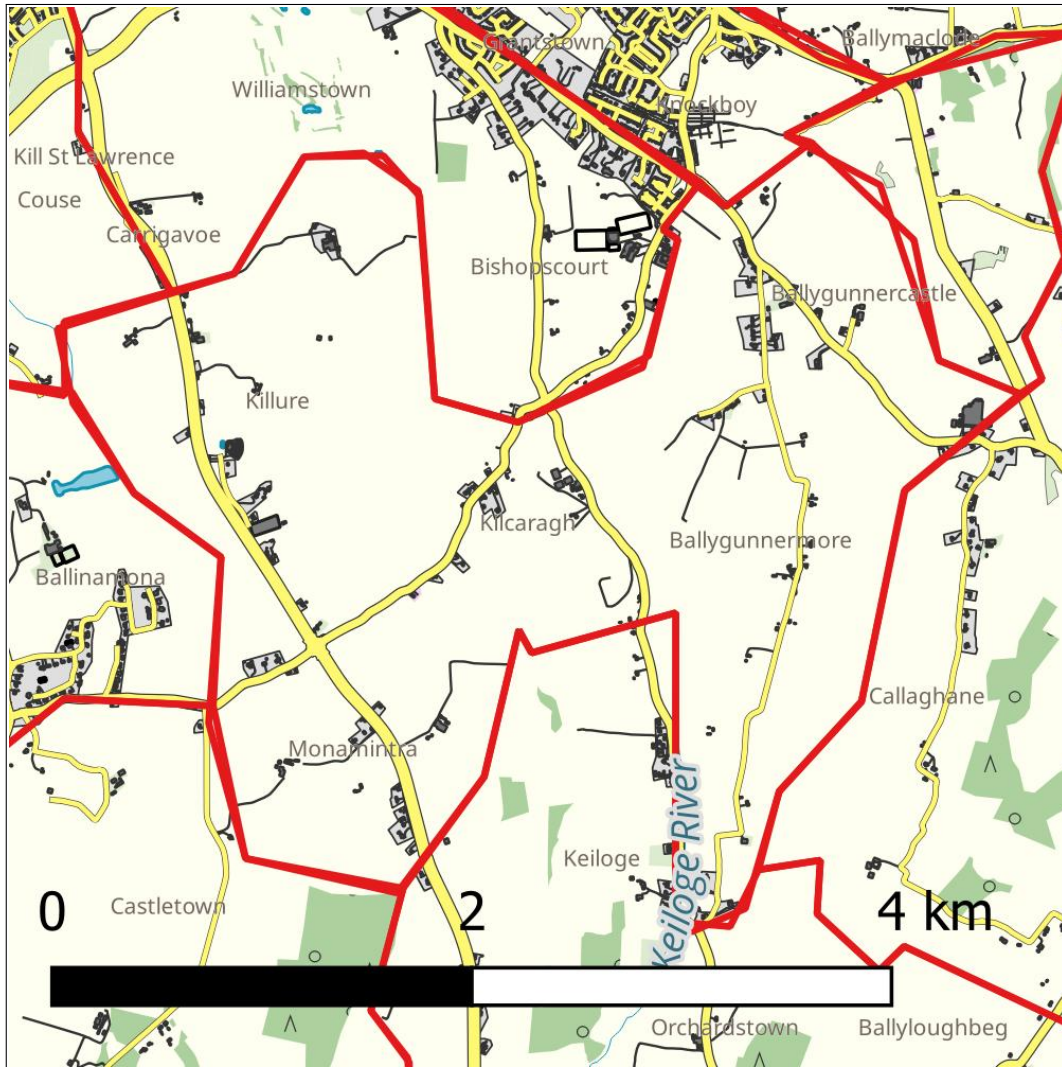 Grantstown
Ballymaclode
Williamstown
Knockboy
Kill St Lawrence
Couse
Carrigavoe
Bishopscourt
Ballygunnercastle
Killure
Kilcaragh
Ballygunnermore
Ballinamona
Callaghane
Monamintra
Keiloge River
Keiloge
Castletown
0 2 4 km
Orchardstown
Ballyloughbeg